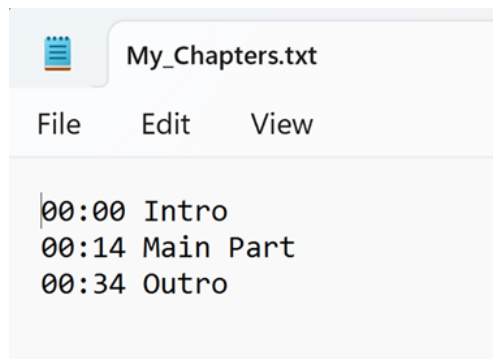 My_Chapters.txt
File Edit View
00:00 Intro
00:14 Main Part
00:34 Outro